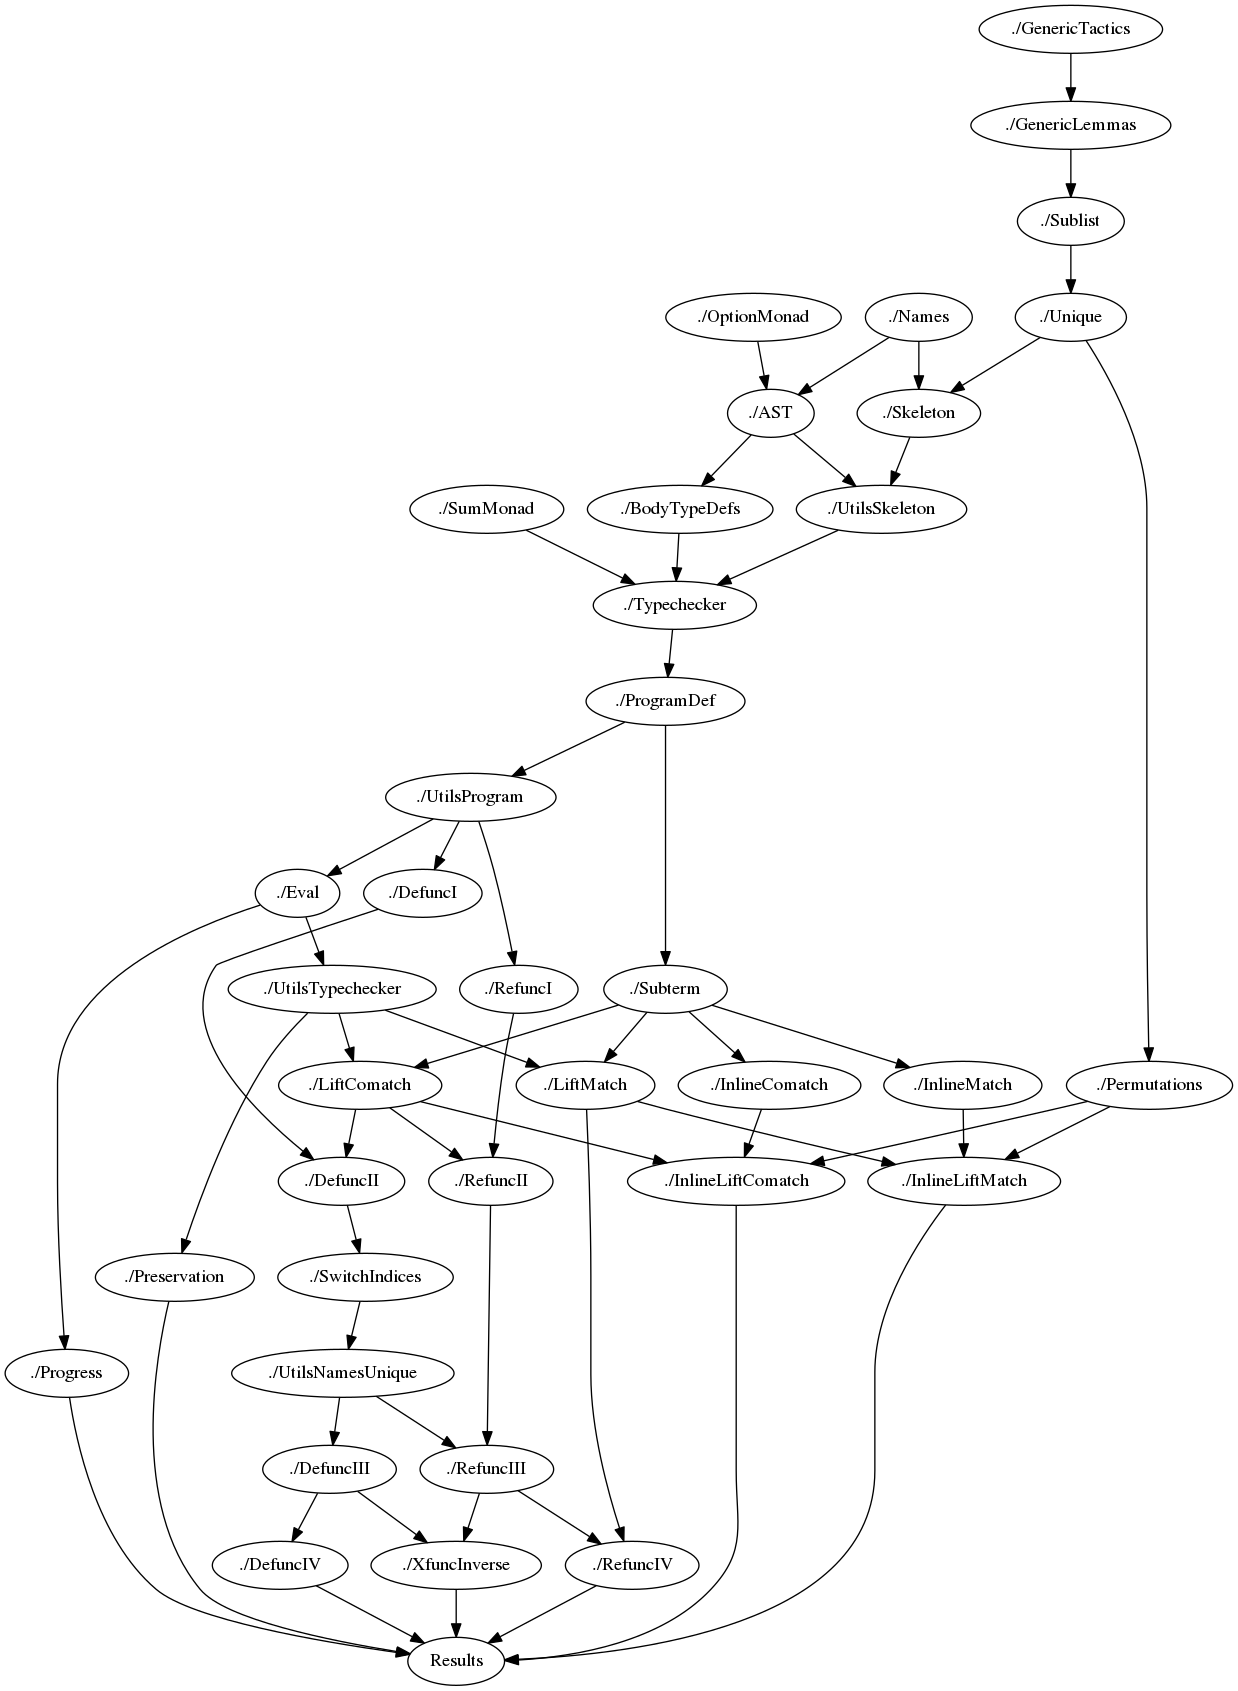 ./GenericTactics
./GenericLemmas
./Sublist
./OptionMonad
./Names
./Unique
./AST
./Skeleton
./SumMonad
./BodyTypeDefs
./UtilsSkeleton
./Typechecker
./ProgramDef
./UtilsProgram
./Eval
./DefuncI
./UtilsTypechecker
./RefuncI
./Subterm
./LiftComatch
./LiftMatch
./InlineComatch
./InlineMatch
./Permutations
./DefuncII
./RefuncII
./InlineLiftComatch
./InlineLiftMatch
./Preservation
./SwitchIndices
./Progress
./UtilsNamesUnique
./DefuncIII
./RefuncIII
./DefuncIV
./XfuncInverse
./RefuncIV
Results